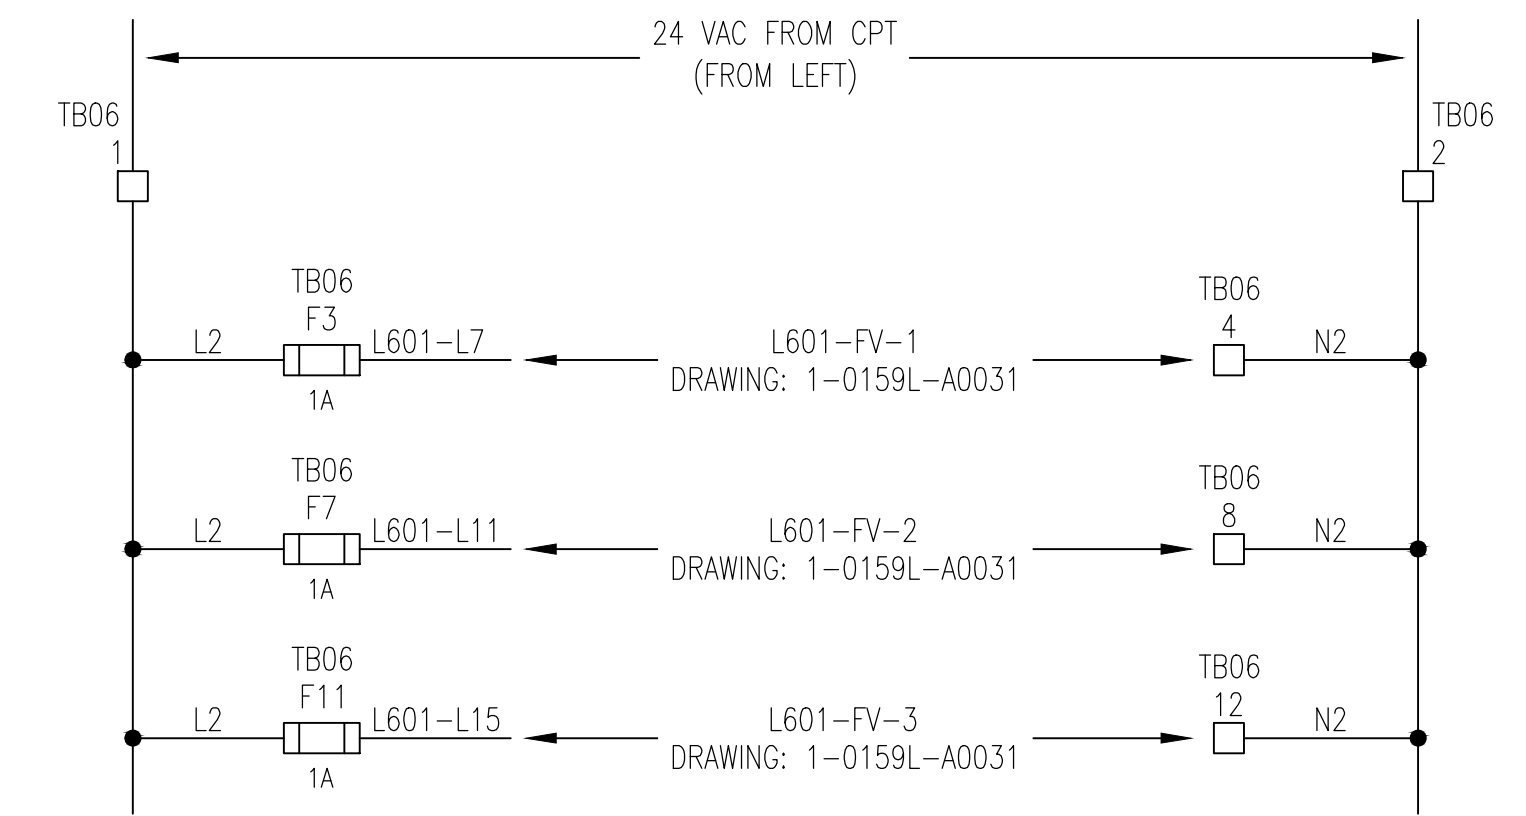 24 VAC FROM CPT
(FROM LEFT)
TB06
1
TB06
2
TB06
F3
L2
L601-L7
1A
L601-FV-1
DRAWING: 1-0159L-A0031
TB06
4
N2
TB06
F7
L2
L601-L11
1A
L601-FV-2
DRAWING: 1-0159L-A0031
TB06
8
N2
TB06
F11
L2
L601-L15
1A
L601-FV-3
DRAWING: 1-0159L-A0031
TB06
12
N2